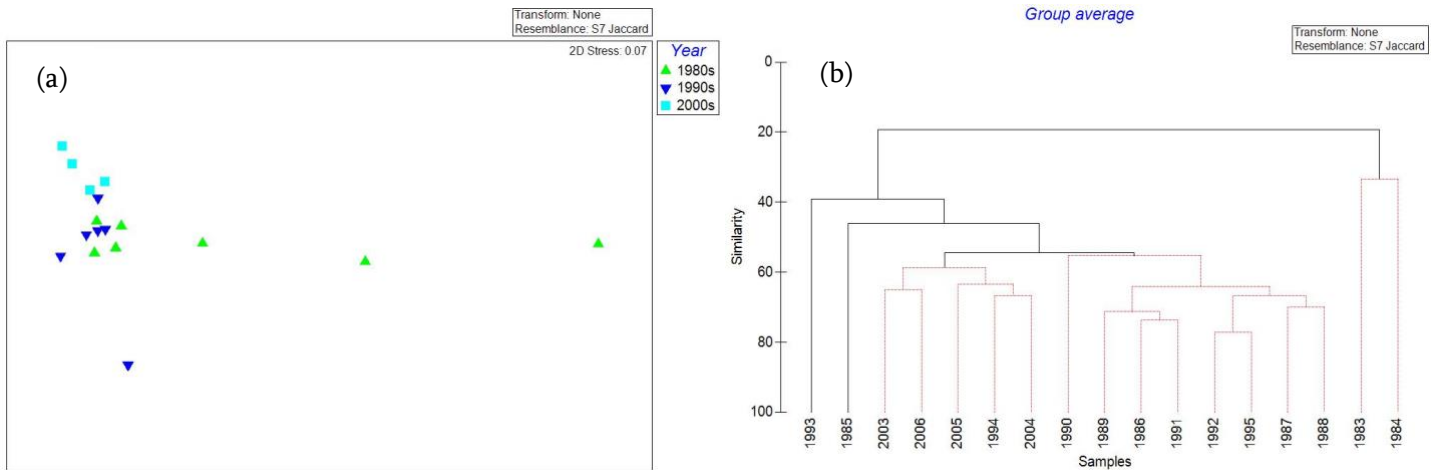 Transform: None
Resemblance: S7 Jaccard
2D Stress: 0.07
(a)
Year
1980s
1990s
2000s
Group average
Transform: None
Resemblance: S7 Jaccard
(b)
0
20
40
60
80
100
Similarity
1993
1985
2003
2006
2005
1994
2004
1990
1989
1986
1991
1992
1995
1987
1988
1983
1984
Samples